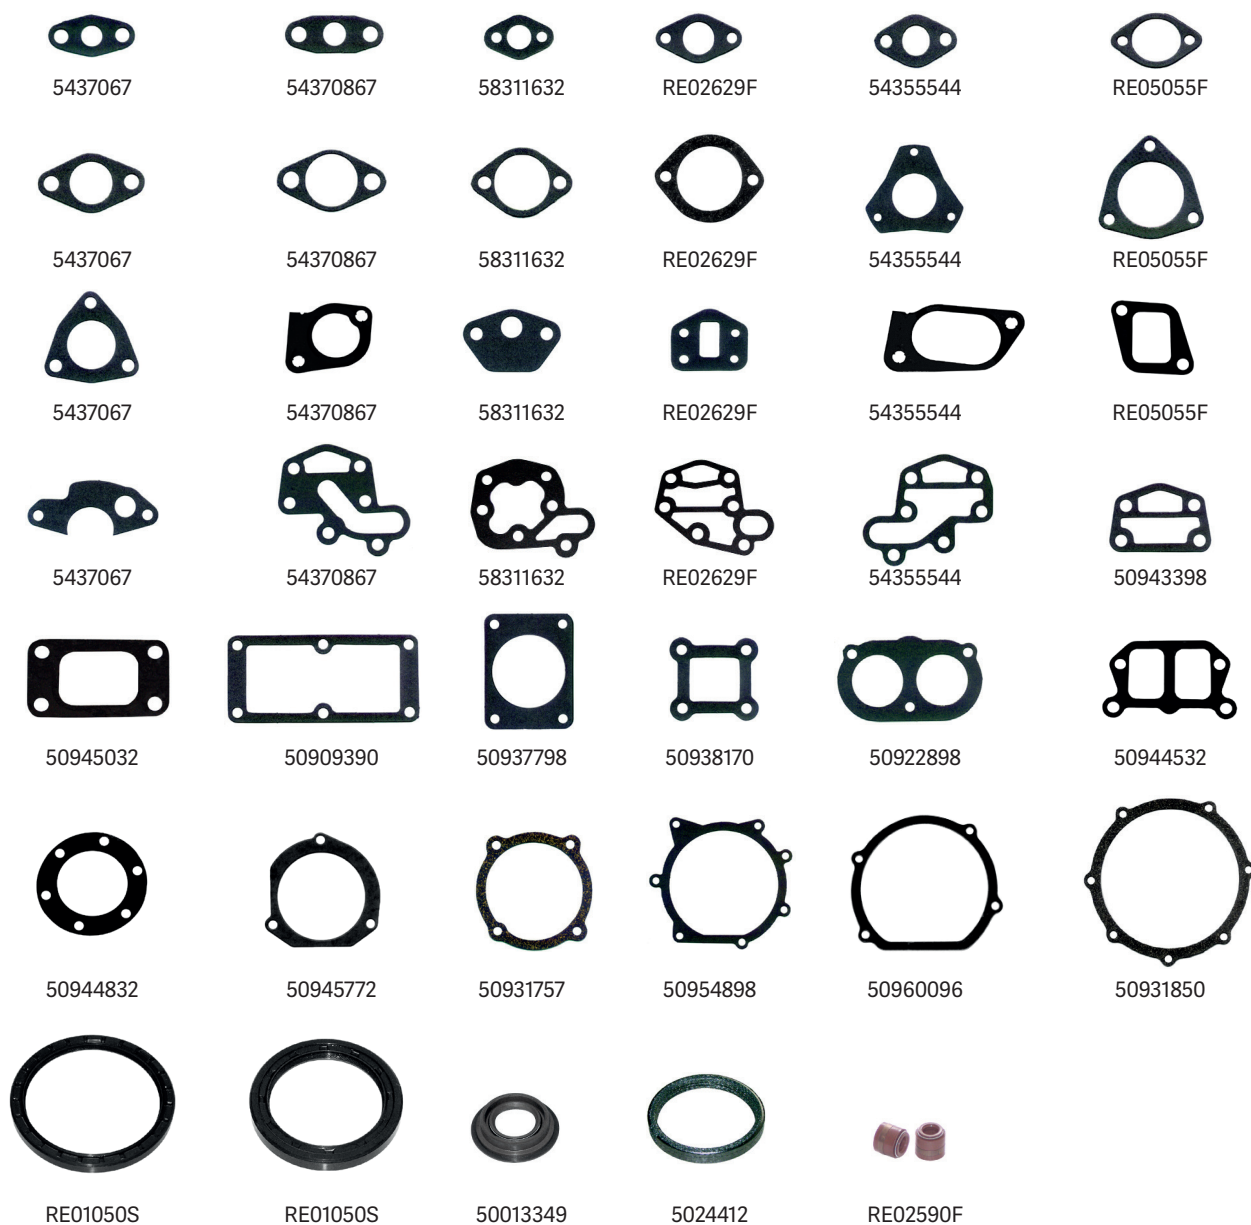 5437067 54370867 58311632 RE02629F 54355544 RE05055F
5437067 54370867 58311632 RE02629F 54355544 RE05055F
5437067 54370867 58311632 RE02629F 54355544 RE05055F
5437067 54370867 58311632 RE02629F 54355544 50943398
50945032 50909390 50937798 50938170 50922898 50944532
50944832 50945772 50931757 50954898 50960096 50931850
RE01050S RE01050S 50013349 5024412 RE02590F